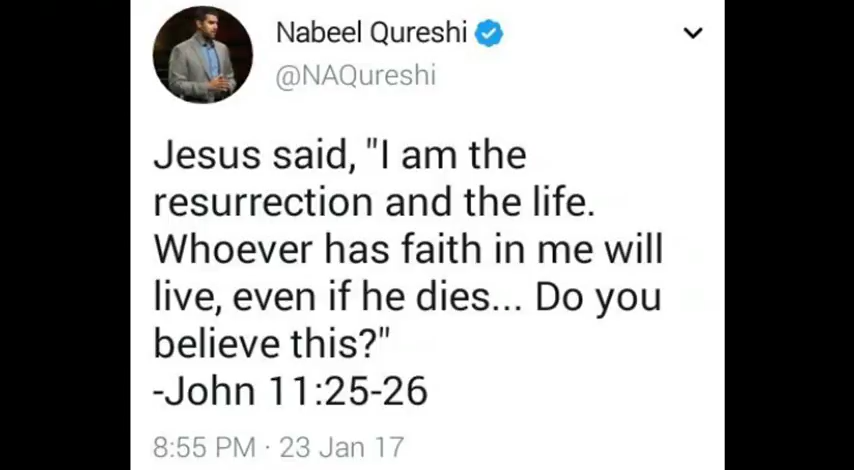 Nabeel Qureshi
@NAQureshi
Jesus said, "I am the
resurrection and the life.
Whoever has faith in me will
live, even if he dies... Do you
believe this?"
-John 11:25-26
8:55 PM · 23 Jan 17